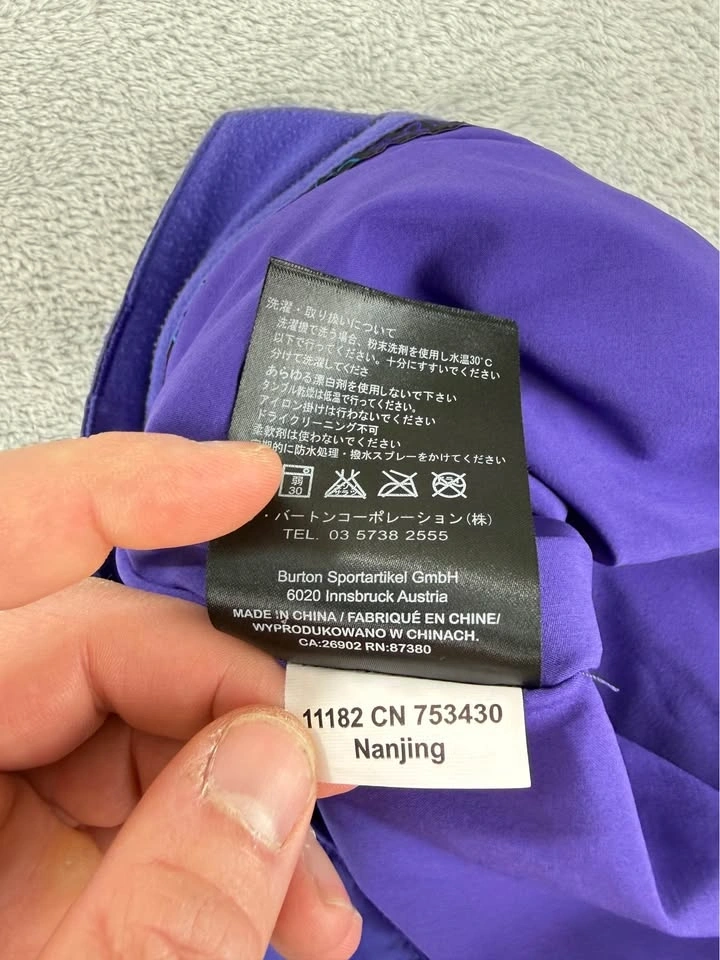 洗濯・取り扱いについて
洗濯機で洗う場合、粉末洗剤を使用し水温30℃
以下で行ってください。十分にすすいでください
分けて洗濯してくださ
あらゆる漂白剤を使用しないで下さい
タンブル乾燥は低温で行ってください。
アイロン掛けは行わないでください
ドライクリーニング不可
柔軟剤は使わないでください
期的に防水処理・撥水スプレーをかけてください
弱
30
エンソ
サラシ
・バートンコーポレーション(株)
TEL. 03 5738 2555
Burton Sportartikel GmbH
6020 Innsbruck Austria
MADE IN CHINA / FABRIQUÉ EN CHINE/
WYPRODUKOWANO W CHINACH.
CA:26902 RN:87380
11182 CN 753430
Nanjing